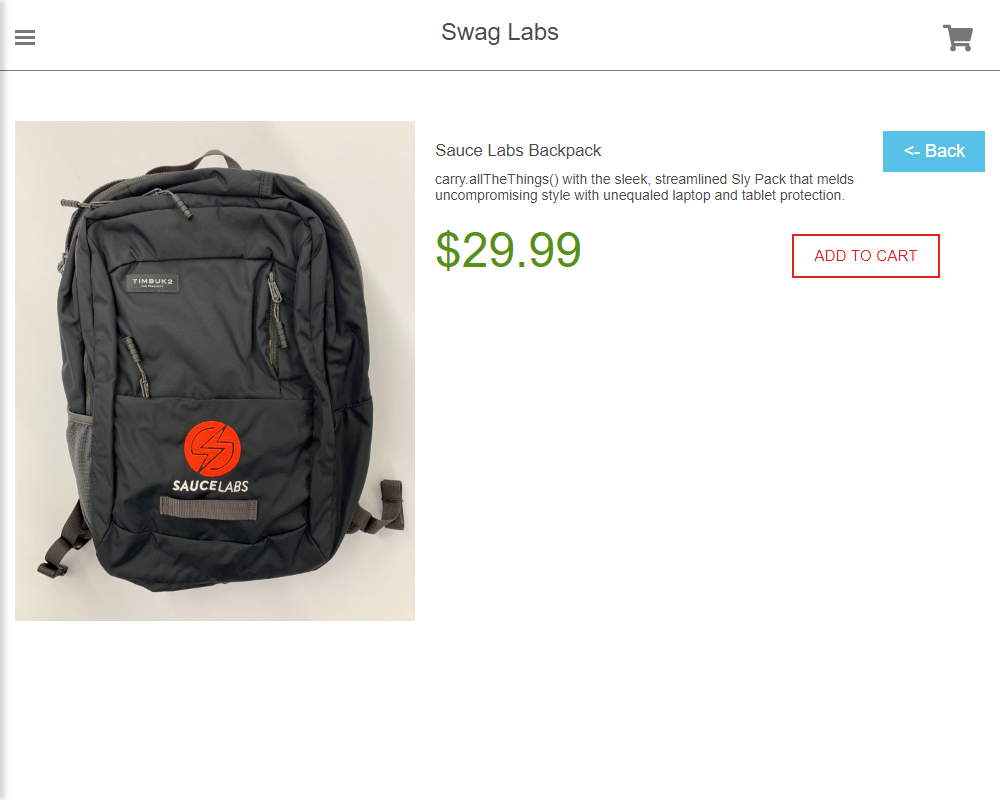 Swag Labs
Sauce Labs Backpack
<- Back
carry.allTheThings() with the sleek, streamlined Sly Pack that melds
uncompromising style with unequaled laptop and tablet protection.
$29.99
ADD TO CART
TIMBUK2
SAUCELABS